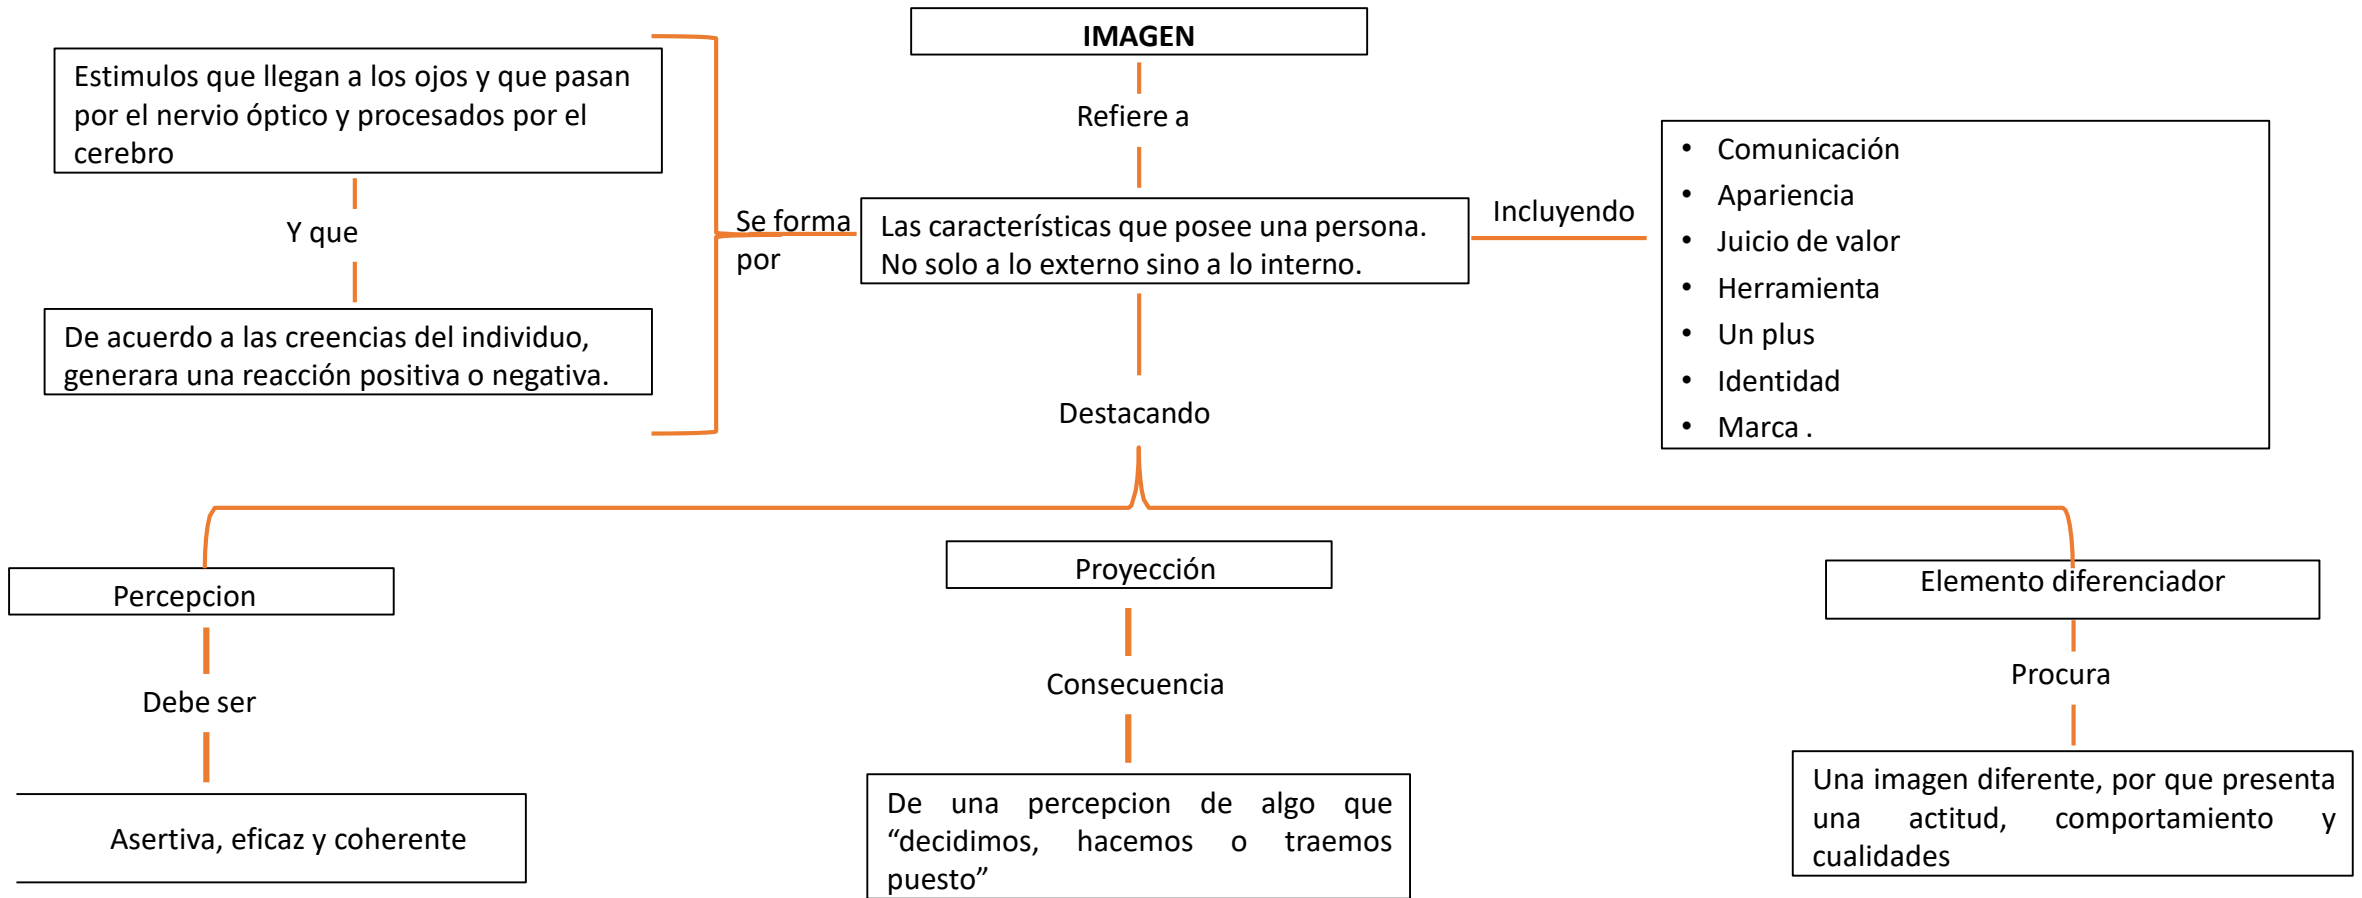 IMAGEN
Refiere a
Las características que posee una persona.
No solo a lo externo sino a lo interno.
Se forma
por
Estimulos que llegan a los ojos y que pasan
por el nervio óptico y procesados por el
cerebro
Y que
De acuerdo a las creencias del individuo,
generara una reacción positiva o negativa.
Incluyendo
• Comunicación
• Apariencia
• Juicio de valor
• Herramienta
• Un plus
• Identidad
• Marca .
Destacando
Percepcion
Debe ser
Asertiva, eficaz y coherente
Proyección
Consecuencia
De una percepcion de algo que
“decidimos, hacemos o traemos
puesto”
Elemento diferenciador
Procura
Una imagen diferente, por que presenta
una actitud, comportamiento y
cualidades